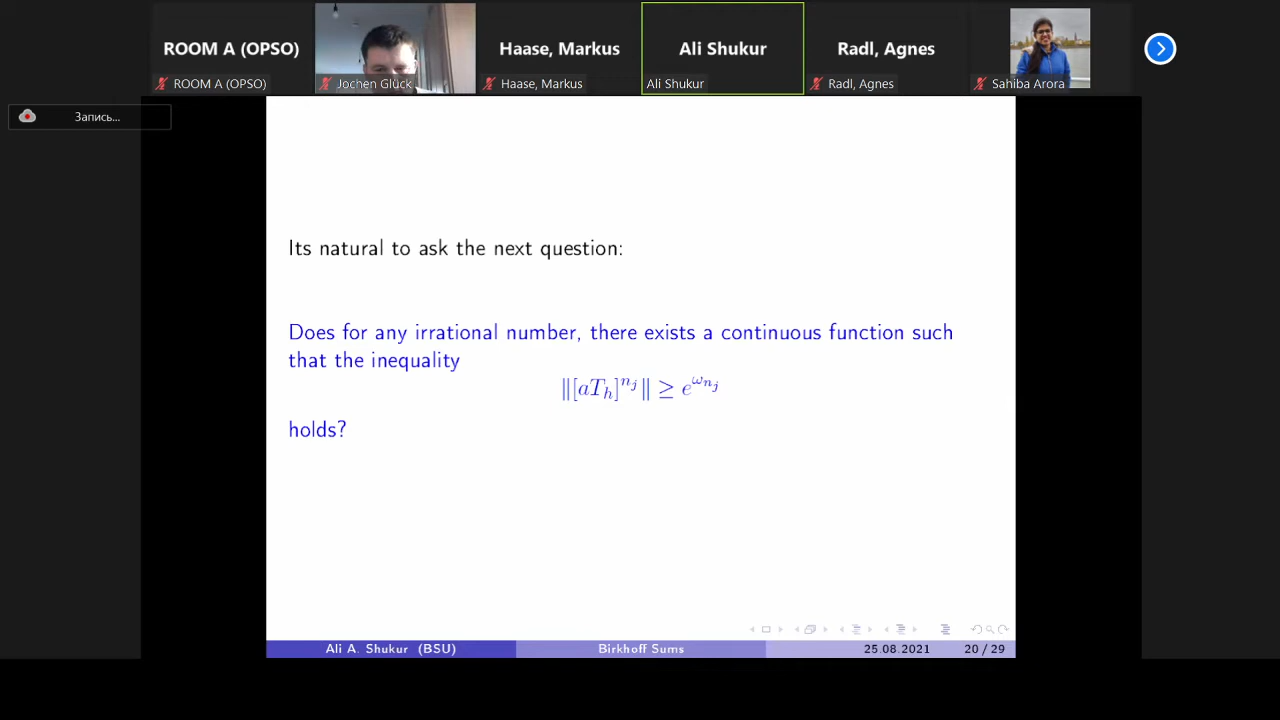 ROOM A (OPSO)
Haase, Markus
Ali Shukur
Radl, Agnes
ROOM A (OPSO)
Jochen Glück
Haase, Markus
Ali Shukur
Radl, Agnes
Sahiba Arora
Запись...
Its natural to ask the next question:
Does for any irrational number, there exists a continuous function such
that the inequality
‖[aT_h]^{n_j}‖ ≥ e^{ω_{n_j}}
holds?
Ali A. Shukur (BSU)
Birkhoff Sums
25.08.2021
20 / 29